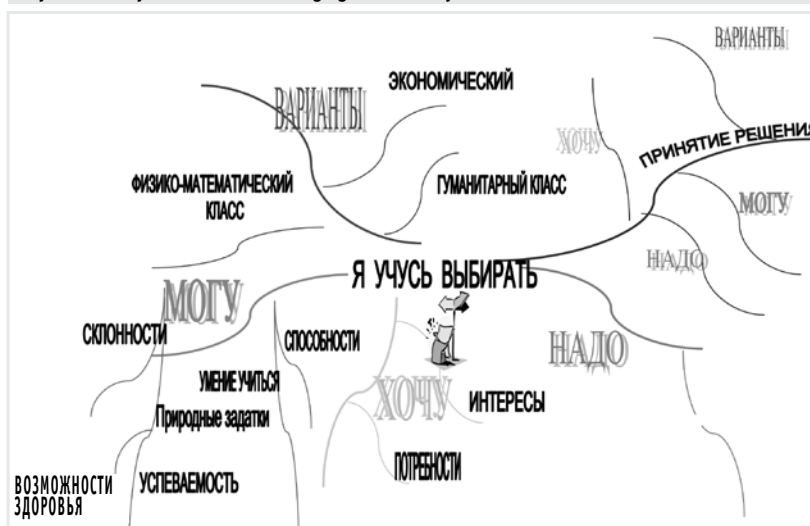 ВАРИАНТЫ
ЭКОНОМИЧЕСКИЙ
ВАРИАНТЫ
ХОЧУ
ПРИНЯТИЕ РЕШЕНИЯ
ФИЗИКО-МАТЕМАТИЧЕСКИЙ
КЛАСС
ГУМАНИТАРНЫЙ КЛАСС
МОГУ
НАДО
Я УЧУСЬ ВЫБИРАТЬ
МОГУ
СКЛОННОСТИ
СПОСОБНОСТИ
НАДО
УМЕНИЕ УЧИТЬСЯ
ХОЧУ
ИНТЕРЕСЫ
Природные задатки
ПОТРЕБНОСТИ
УСПЕВАЕМОСТЬ
ВОЗМОЖНОСТИ
ЗДОРОВЬЯ